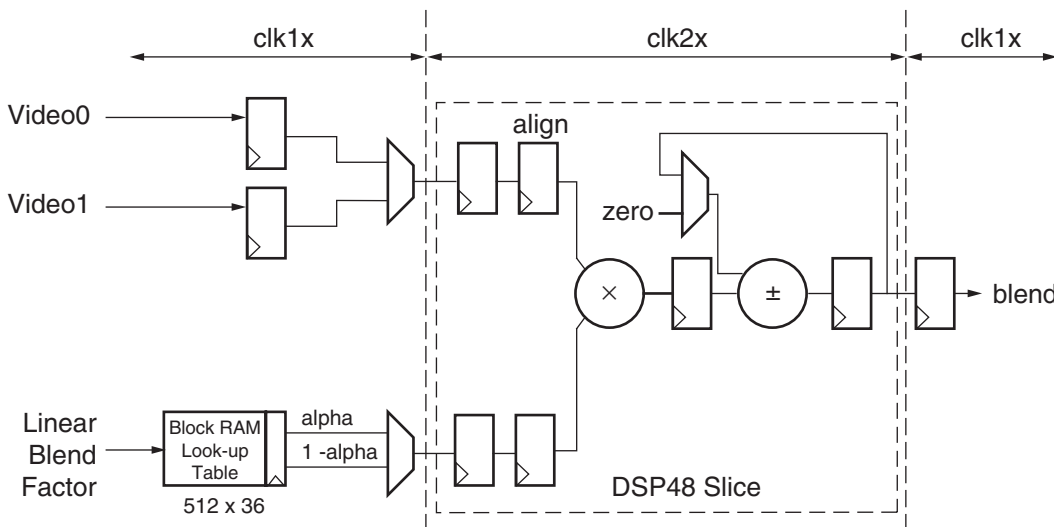 clk1x
clk2x
clk1x
Video0
align
Video1
zero
×
±
blend
Linear
Blend
Factor
Block RAM
Look-up
Table
alpha
1 -alpha
512 x 36
DSP48 Slice